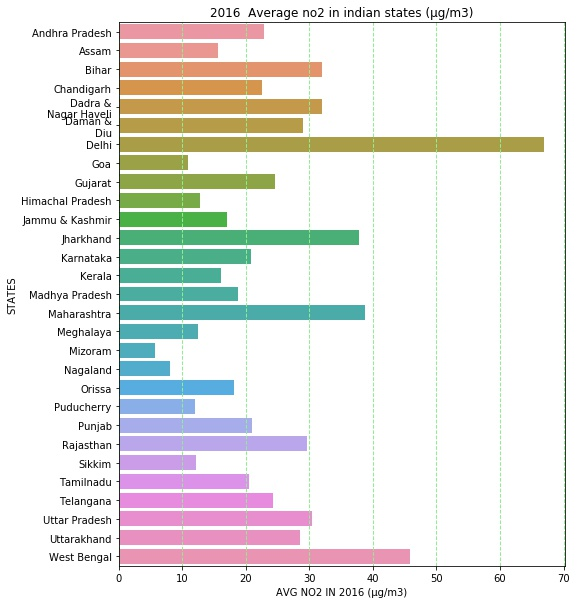 2016  Average no2 in indian states (µg/m3)
STATES
Andhra Pradesh
Assam
Bihar
Chandigarh
Dadra &
Nagar Haveli
Daman &
Diu
Delhi
Goa
Gujarat
Himachal Pradesh
Jammu & Kashmir
Jharkhand
Karnataka
Kerala
Madhya Pradesh
Maharashtra
Meghalaya
Mizoram
Nagaland
Orissa
Puducherry
Punjab
Rajasthan
Sikkim
Tamilnadu
Telangana
Uttar Pradesh
Uttarakhand
West Bengal
0 10 20 30 40 50 60 70
AVG NO2 IN 2016 (µg/m3)